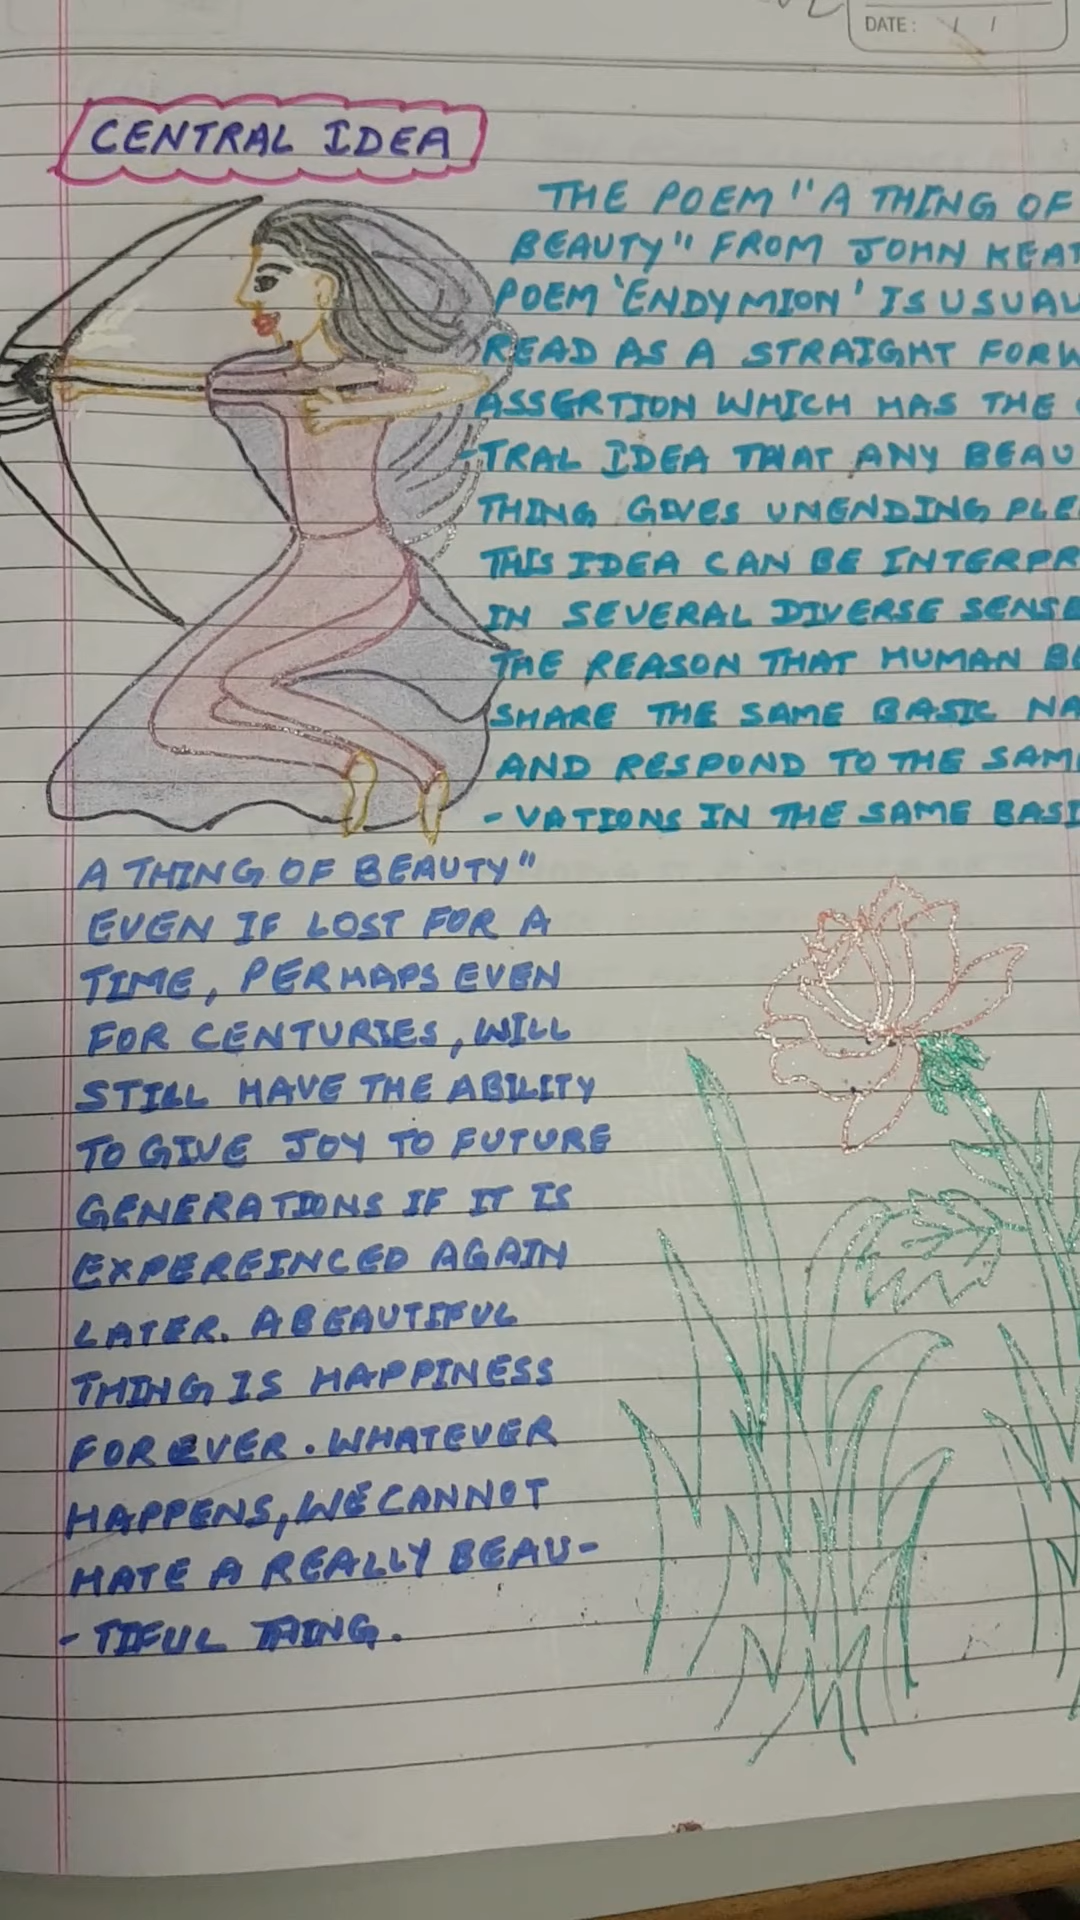 DATE: / /
CENTRAL IDEA
THE POEM "A THING OF
BEAUTY" FROM JOHN KEAT
POEM 'ENDYMION' IS USUAL
READ AS A STRAIGHT FORW
ASSERTION WHICH HAS THE
-TRAL IDEA THAT ANY BEAU
THING GIVES UNENDING PLE
THIS IDEA CAN BE INTERPR
IN SEVERAL DIVERSE SENSE
THE REASON THAT HUMAN BE
SHARE THE SAME BASIC NA
AND RESPOND TO THE SAM
-VATIONS IN THE SAME BASI
A THING OF BEAUTY"
EVEN IF LOST FOR A
TIME, PERHAPS EVEN
FOR CENTURIES, WILL
STILL HAVE THE ABILITY
TO GIVE JOY TO FUTURE
GENERATIONS IF IT IS
EXPEREINCED AGAIN
LATER. A BEAUTIFUL
THING IS HAPPINESS
FOREVER. WHATEVER
HAPPENS, WE CANNOT
HATE A REALLY BEAU-
-TIFUL THING.